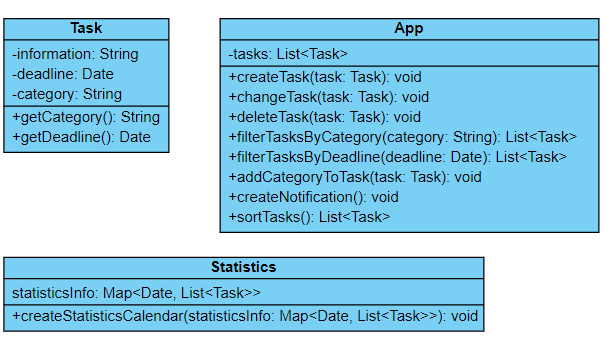 Task
-information: String
-deadline: Date
-category: String
+getCategory(): String
+getDeadline(): Date
App
-tasks: List<Task>
+createTask(task: Task): void
+changeTask(task: Task): void
+deleteTask(task: Task): void
+filterTasksByCategory(category: String): List<Task>
+filterTasksByDeadline(deadline: Date): List<Task>
+addCategoryToTask(task: Task): void
+createNotification(): void
+sortTasks(): List<Task>
Statistics
statisticsInfo: Map<Date, List<Task>>
+createStatisticsCalendar(statisticsInfo: Map<Date, List<Task>>): void